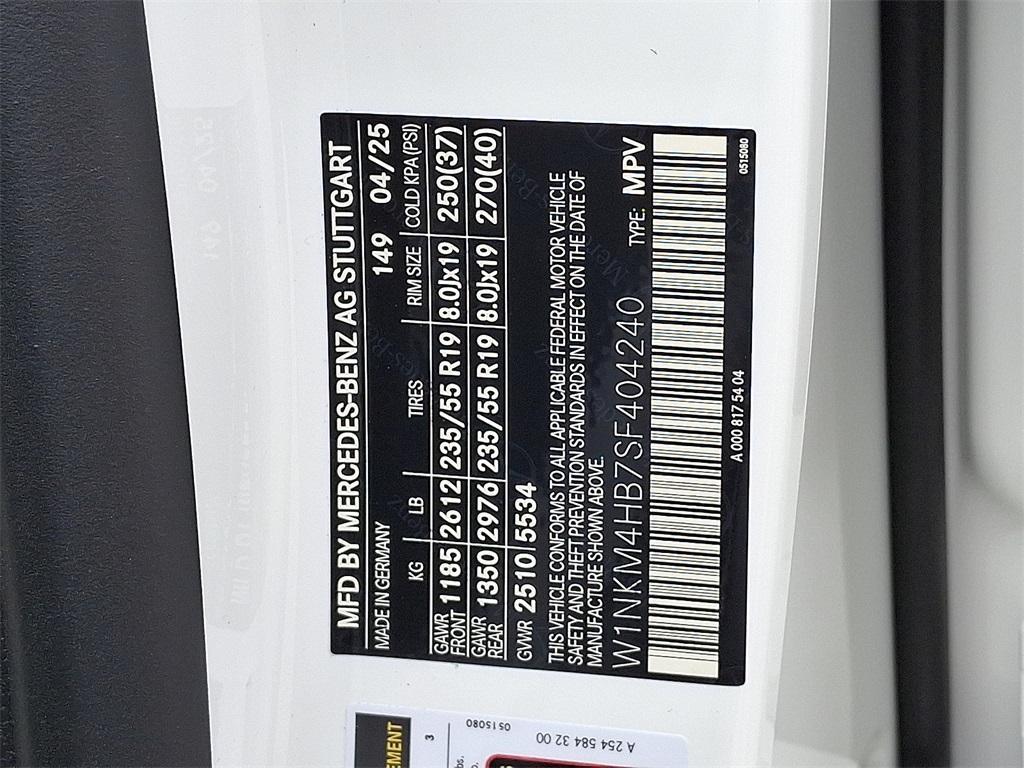 MFD BY MERCEDES-BENZ AG STUTTGART
MADE IN GERMANY 149 04/25
KG LB TIRES RIM SIZE COLD KPA (PSI)
GAWR FRONT 1185 2612 235/55 R19 8.0Jx19 250(37)
GAWR REAR 1350 2976 235/55 R19 8.0Jx19 270(40)
GVWR 2510 5534
THIS VEHICLE CONFORMS TO ALL APPLICABLE FEDERAL MOTOR VEHICLE
SAFETY AND THEFT PREVENTION STANDARDS IN EFFECT ON THE DATE OF
MANUFACTURE SHOWN ABOVE.
W1NKM4HB7SF404240 TYPE: MPV
A 000 817 54 04 0515080
EMENT
3
0515080
A 254 584 32 00